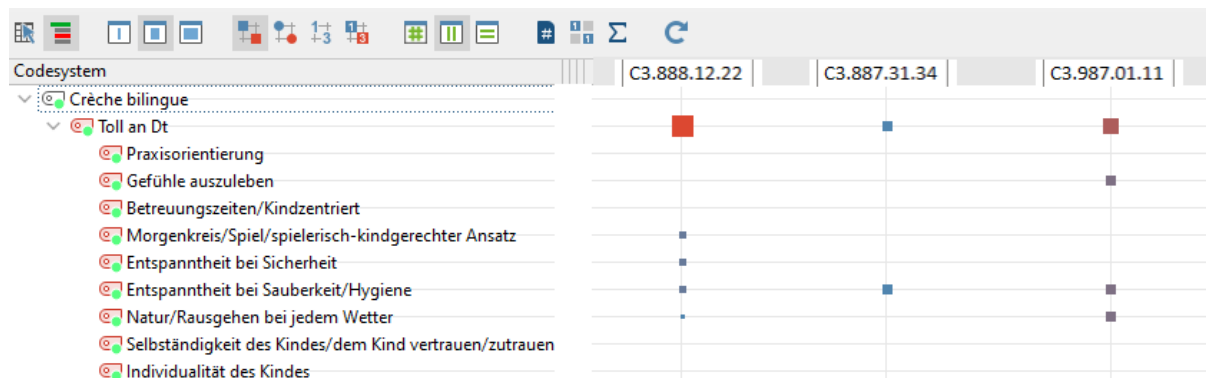 Codesystem C3.888.12.22 C3.887.31.34 C3.987.01.11
Crèche bilingue
Toll an Dt
Praxisorientierung
Gefühle auszuleben
Betreuungszeiten/Kindzentriert
Morgenkreis/Spiel/spielerisch-kindgerechter Ansatz
Entspanntheit bei Sicherheit
Entspanntheit bei Sauberkeit/Hygiene
Natur/Rausgehen bei jedem Wetter
Selbständigkeit des Kindes/dem Kind vertrauen/zutrauen
Individualität des Kindes